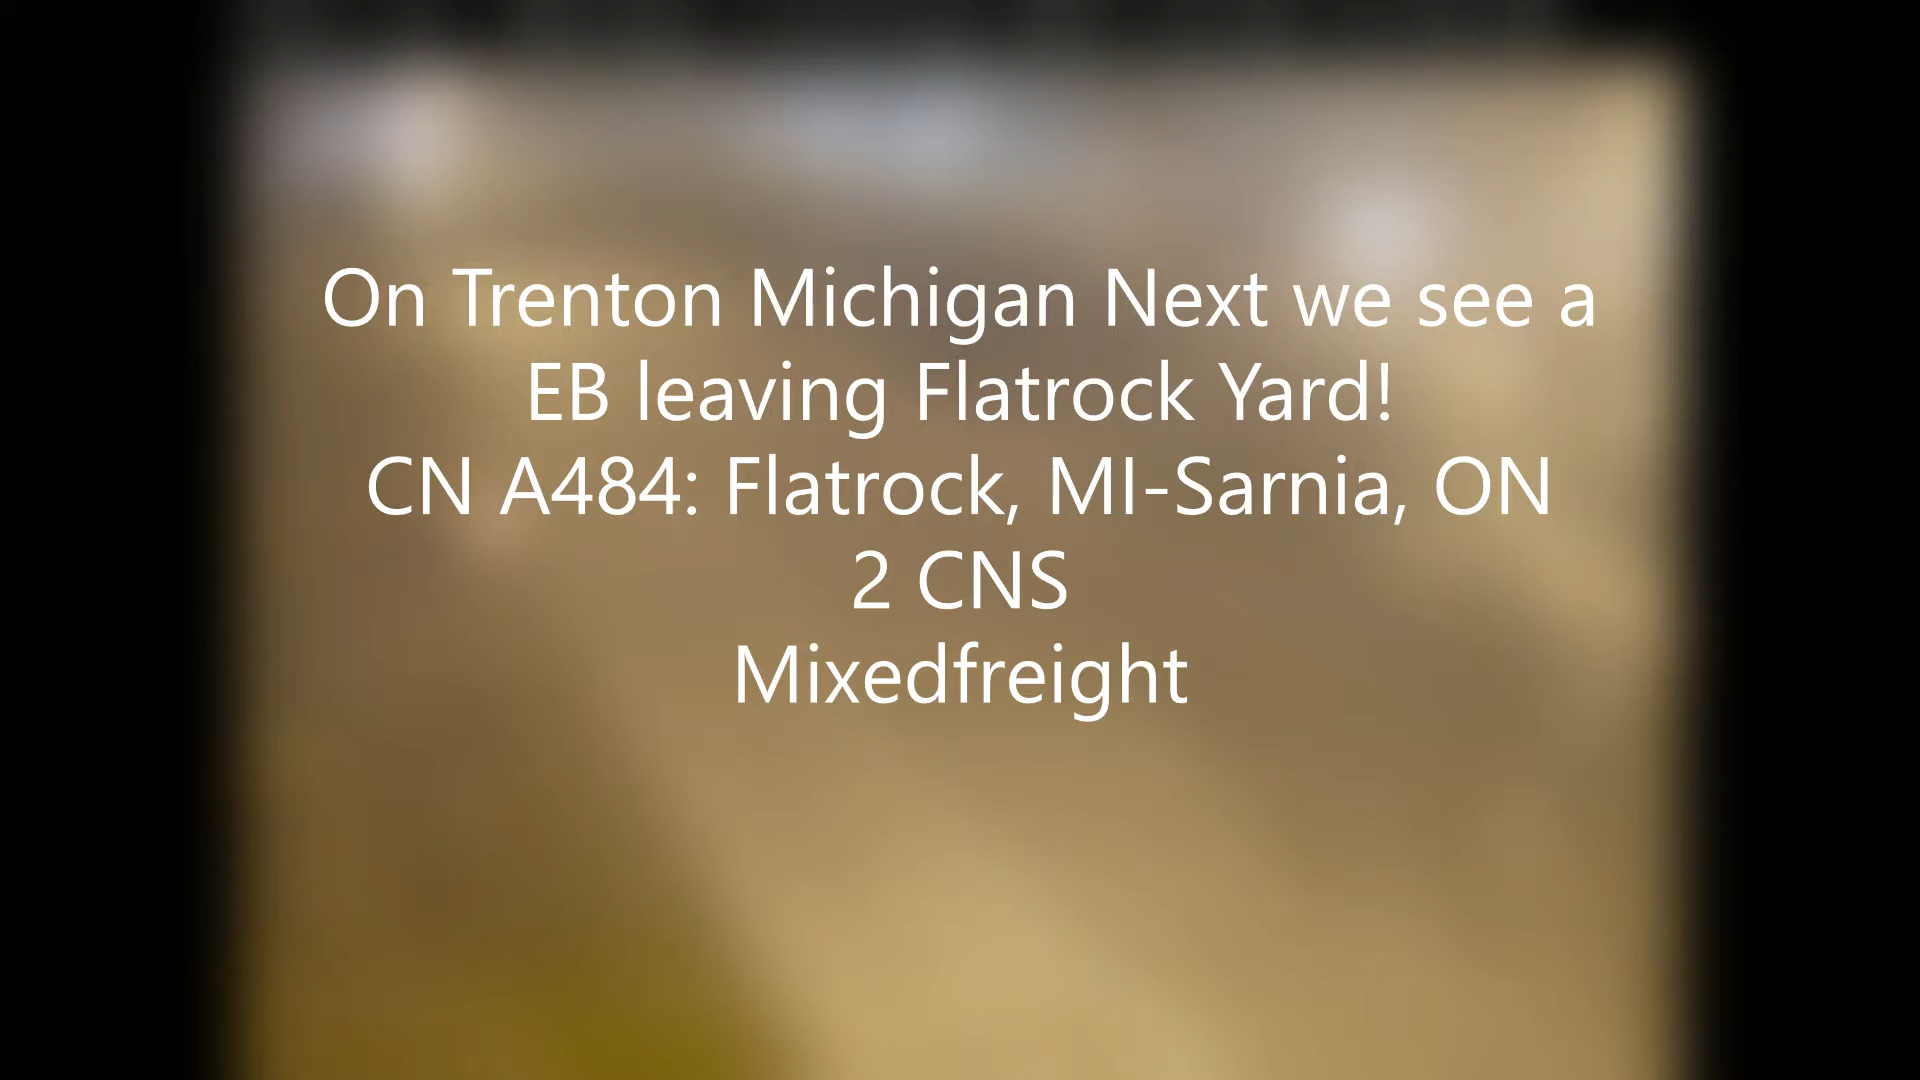 On Trenton Michigan Next we see a
EB leaving Flatrock Yard!
CN A484: Flatrock, MI-Sarnia, ON
2 CNS
Mixedfreight